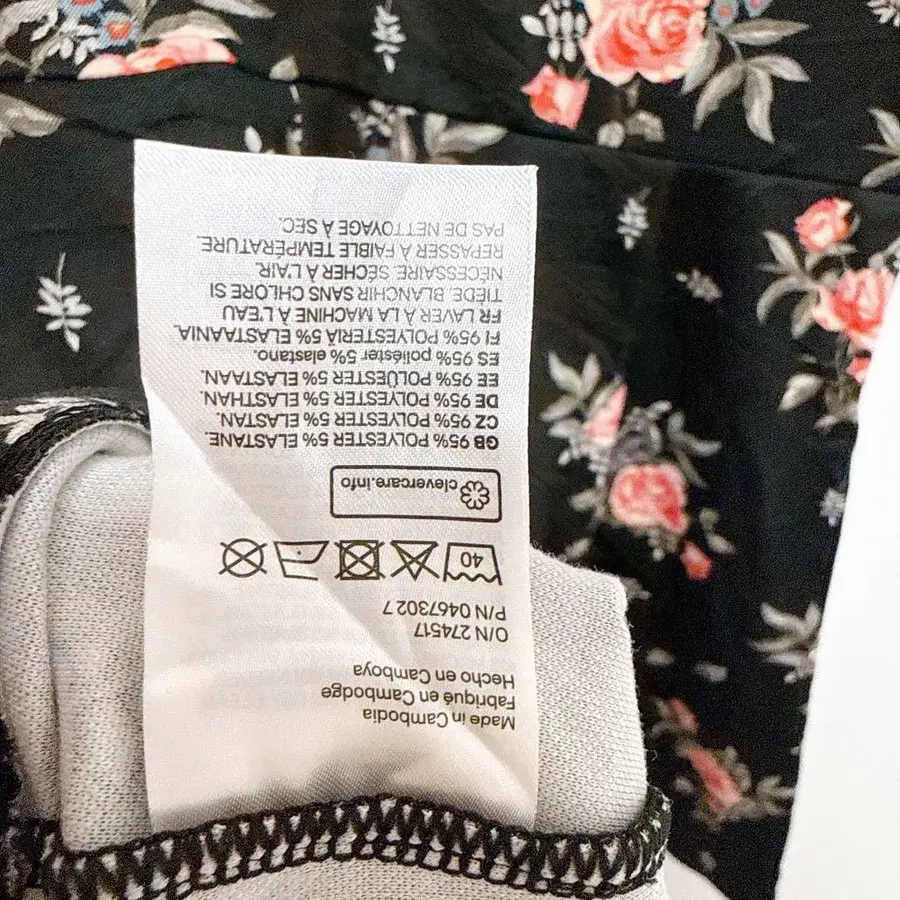 Made in Cambodia
Fabriqué en Cambodge
Hecho en Camboya
O/N 274517
P/N 0467302 7
40
clevercare.info
GB 95% POLYESTER 5% ELASTANE.
CZ 95% POLYESTER 5% ELASTAN.
DE 95% POLYESTER 5% ELASTHAN.
EE 95% POLÜESTER 5% ELASTAAN.
ES 95% poliéster 5% elastano.
FI 95% POLYESTERIÄ 5% ELASTAANIA.
FR LAVER À LA MACHINE À L'EAU
TIEDE. BLANCHIR SANS CHLORE SI
NECESSAIRE. SÉCHER À L'AIR.
REPASSER À FAIBLE TEMPÉRATURE.
PAS DE NETTOYAGE À SEC.